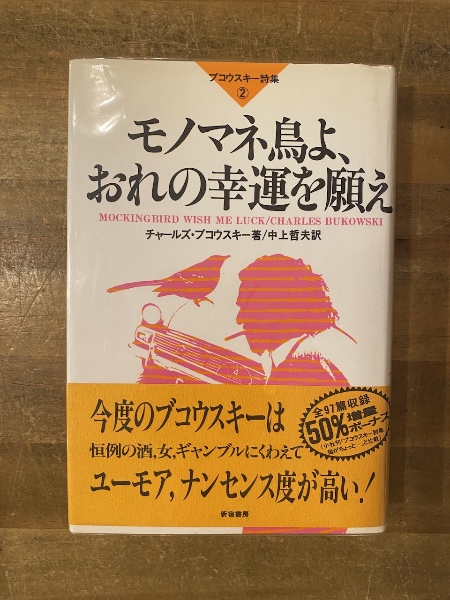 ブコウスキー詩集
②
モノマネ鳥よ、
おれの幸運を願え
MOCKINGBIRD WISH ME LUCK/CHARLES BUKOWSKI
チャールズ・ブコウスキー著/中上哲夫訳
今度のブコウスキーは
恒例の酒,女,ギャンブルにくわえて
ユーモア,ナンセンス度が高い!
全97篇収録
50%増量
ボーナス
新宿書房